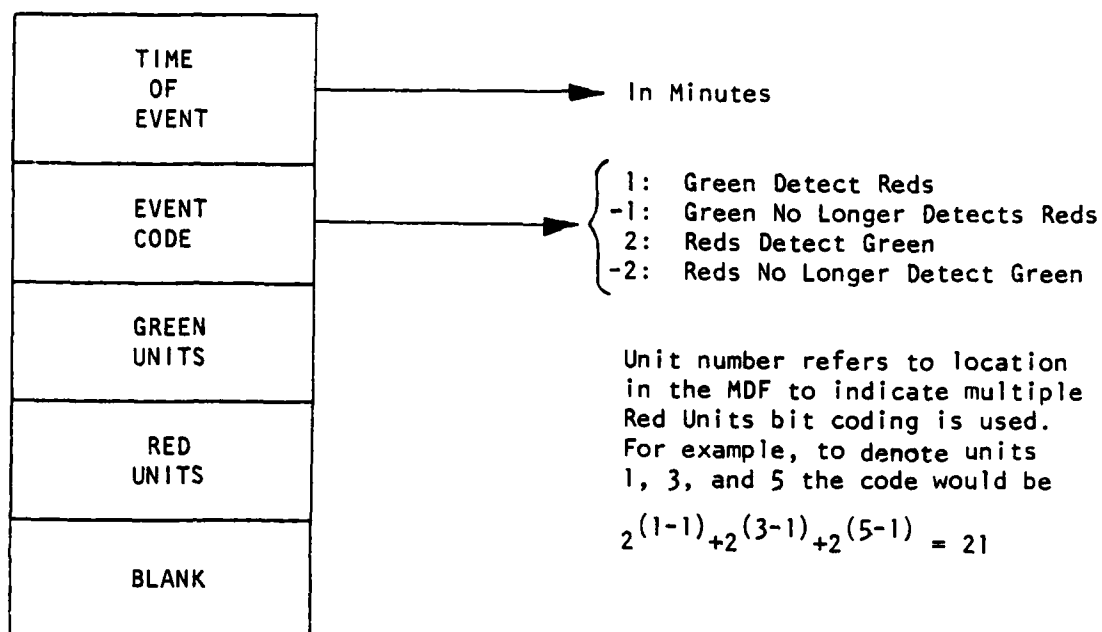 TIME
OF
EVENT
In Minutes
EVENT
CODE
1: Green Detect Reds
-1: Green No Longer Detects Reds
2: Reds Detect Green
-2: Reds No Longer Detect Green
GREEN
UNITS
RED
UNITS
BLANK
Unit number refers to location
in the MDF to indicate multiple
Red Units bit coding is used.
For example, to denote units
1, 3, and 5 the code would be
2^(1-1)+2^(3-1)+2^(5-1) = 21